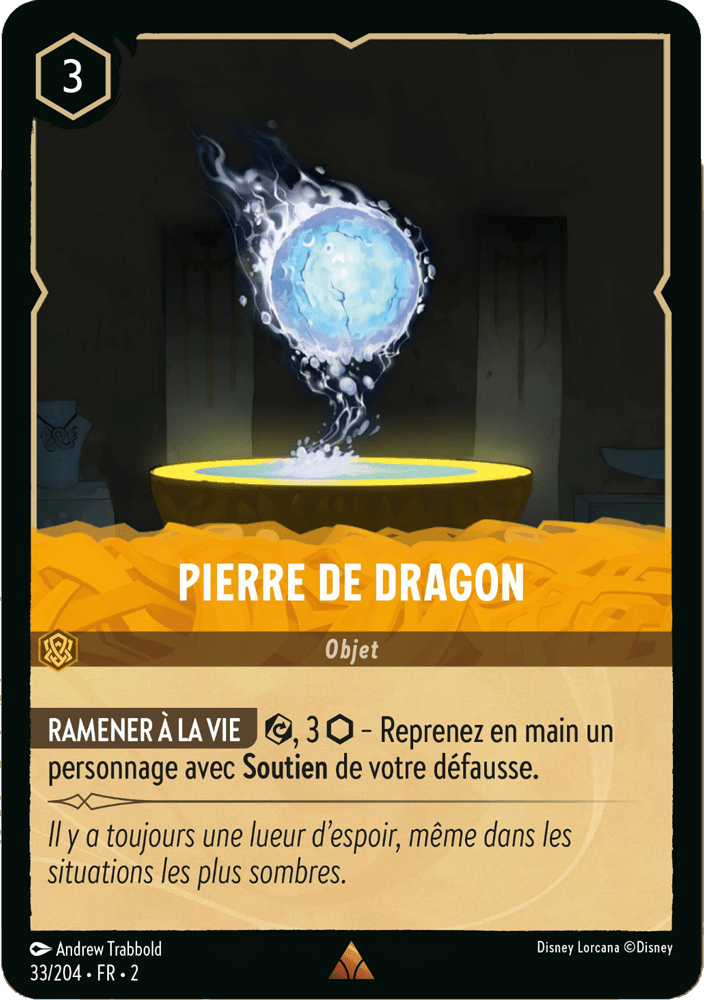 3
PIERRE DE DRAGON
Objet
RAMENER À LA VIE , 3 – Reprenez en main un
personnage avec Soutien de votre défausse.
Il y a toujours une lueur d’espoir, même dans les
situations les plus sombres.
Andrew Trabbold
Disney Lorcana ©Disney
33/204 • FR • 2